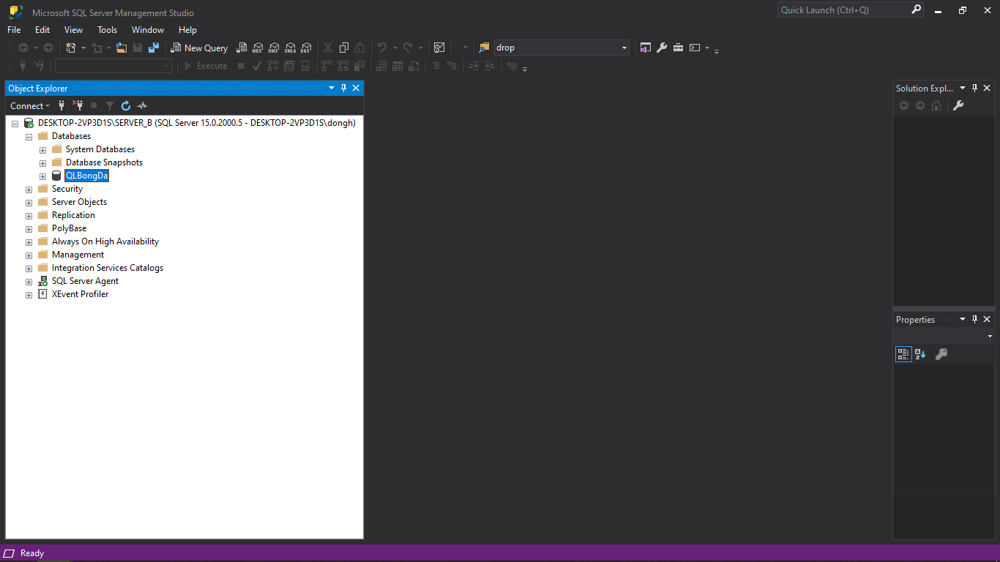 Microsoft SQL Server Management Studio
Quick Launch (Ctrl+Q)
File Edit View Tools Window Help
New Query MDX DMX XMLA DAX drop
Execute
Object Explorer
Connect
DESKTOP-2VP3D1S\SERVER_B (SQL Server 15.0.2000.5 - DESKTOP-2VP3D1S\dongh)
Databases
System Databases
Database Snapshots
QLBongDa
Security
Server Objects
Replication
PolyBase
Always On High Availability
Management
Integration Services Catalogs
SQL Server Agent
XEvent Profiler
Solution Expl...
Properties
Ready